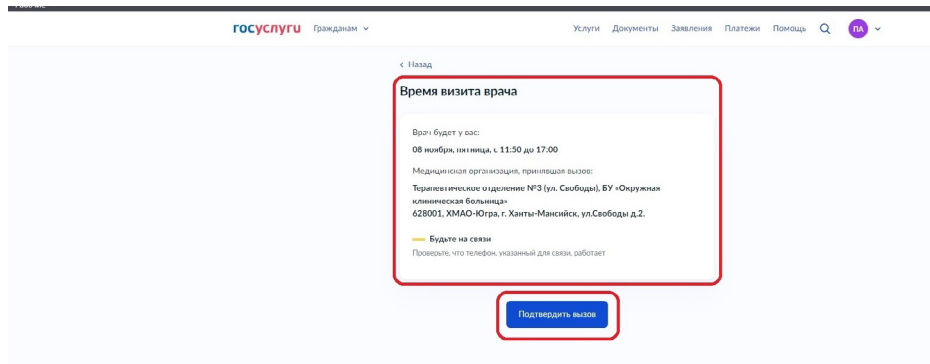 госуслуги Гражданам Услуги Документы Заявления Платежи Помощь ПА
Назад
Время визита врача
Врач будет у вас:
08 ноября, пятница, с 11:50 до 17:00
Медицинская организация, принявшая вызов:
Терапевтическое отделение №3 (ул. Свободы), БУ «Окружная
клиническая больница»
628001, ХМАО-Югра, г. Ханты-Мансийск, ул.Свободы д.2.
Будьте на связи
Проверьте, что телефон, указанный для связи, работает
Подтвердить вызов